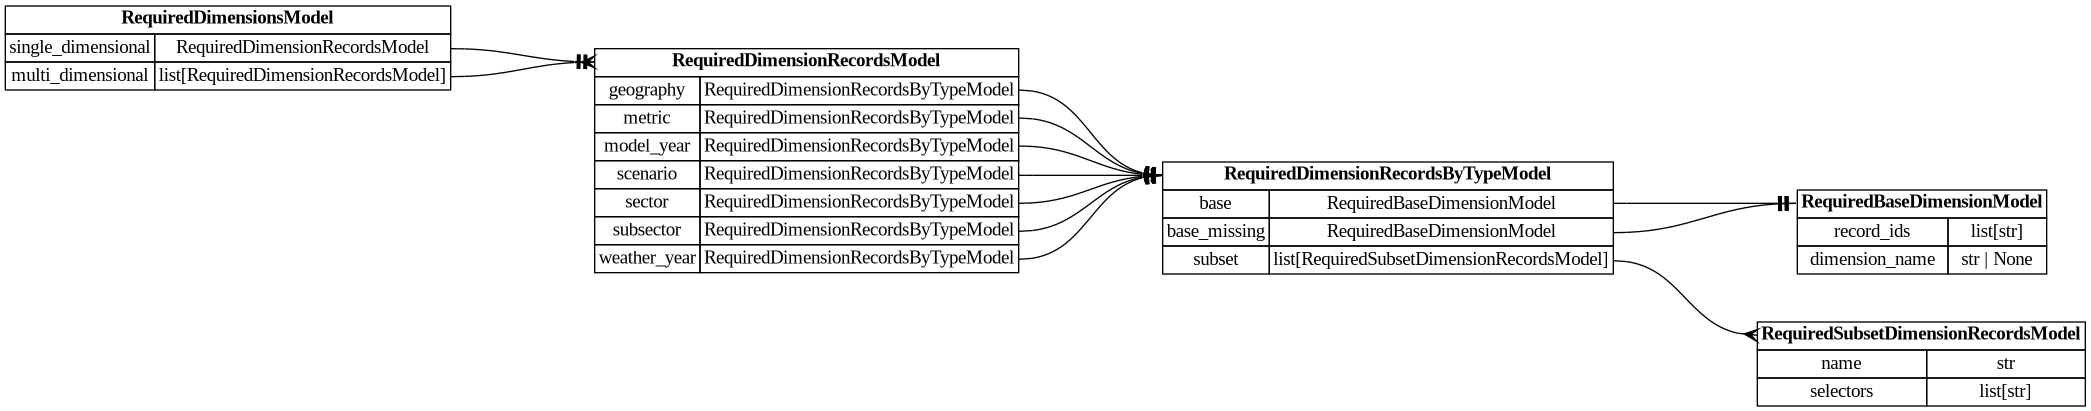 RequiredDimensionsModel
single_dimensional RequiredDimensionRecordsModel
multi_dimensional list[RequiredDimensionRecordsModel]
RequiredDimensionRecordsModel
geography RequiredDimensionRecordsByTypeModel
metric RequiredDimensionRecordsByTypeModel
model_year RequiredDimensionRecordsByTypeModel
scenario RequiredDimensionRecordsByTypeModel
sector RequiredDimensionRecordsByTypeModel
subsector RequiredDimensionRecordsByTypeModel
weather_year RequiredDimensionRecordsByTypeModel
RequiredDimensionRecordsByTypeModel
base RequiredBaseDimensionModel
base_missing RequiredBaseDimensionModel
subset list[RequiredSubsetDimensionRecordsModel]
RequiredBaseDimensionModel
record_ids list[str]
dimension_name str | None
RequiredSubsetDimensionRecordsModel
name str
selectors list[str]